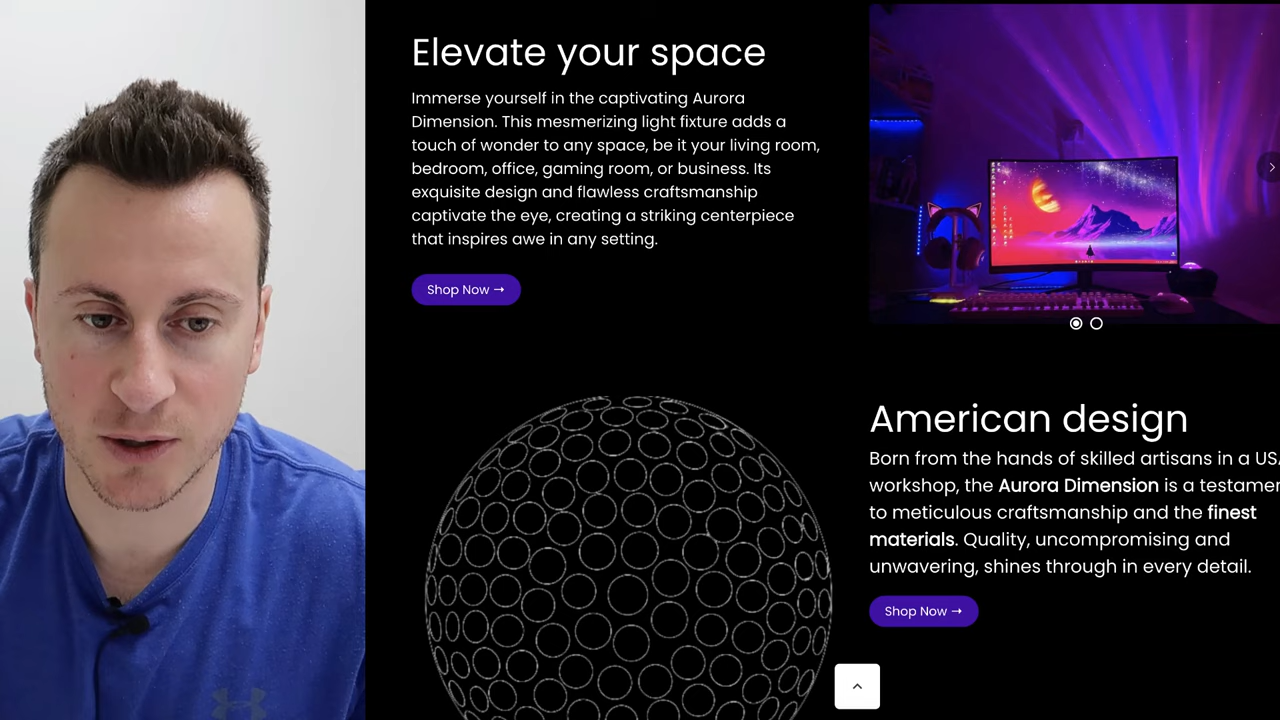 Elevate your space
Immerse yourself in the captivating Aurora
Dimension. This mesmerizing light fixture adds a
touch of wonder to any space, be it your living room,
bedroom, office, gaming room, or business. Its
exquisite design and flawless craftsmanship
captivate the eye, creating a striking centerpiece
that inspires awe in any setting.
Shop Now →
American design
Born from the hands of skilled artisans in a
workshop, the Aurora Dimension is a
to meticulous craftsmanship and the finest
materials. Quality, uncompromising and
unwavering, shines through in every detail.
Shop Now →